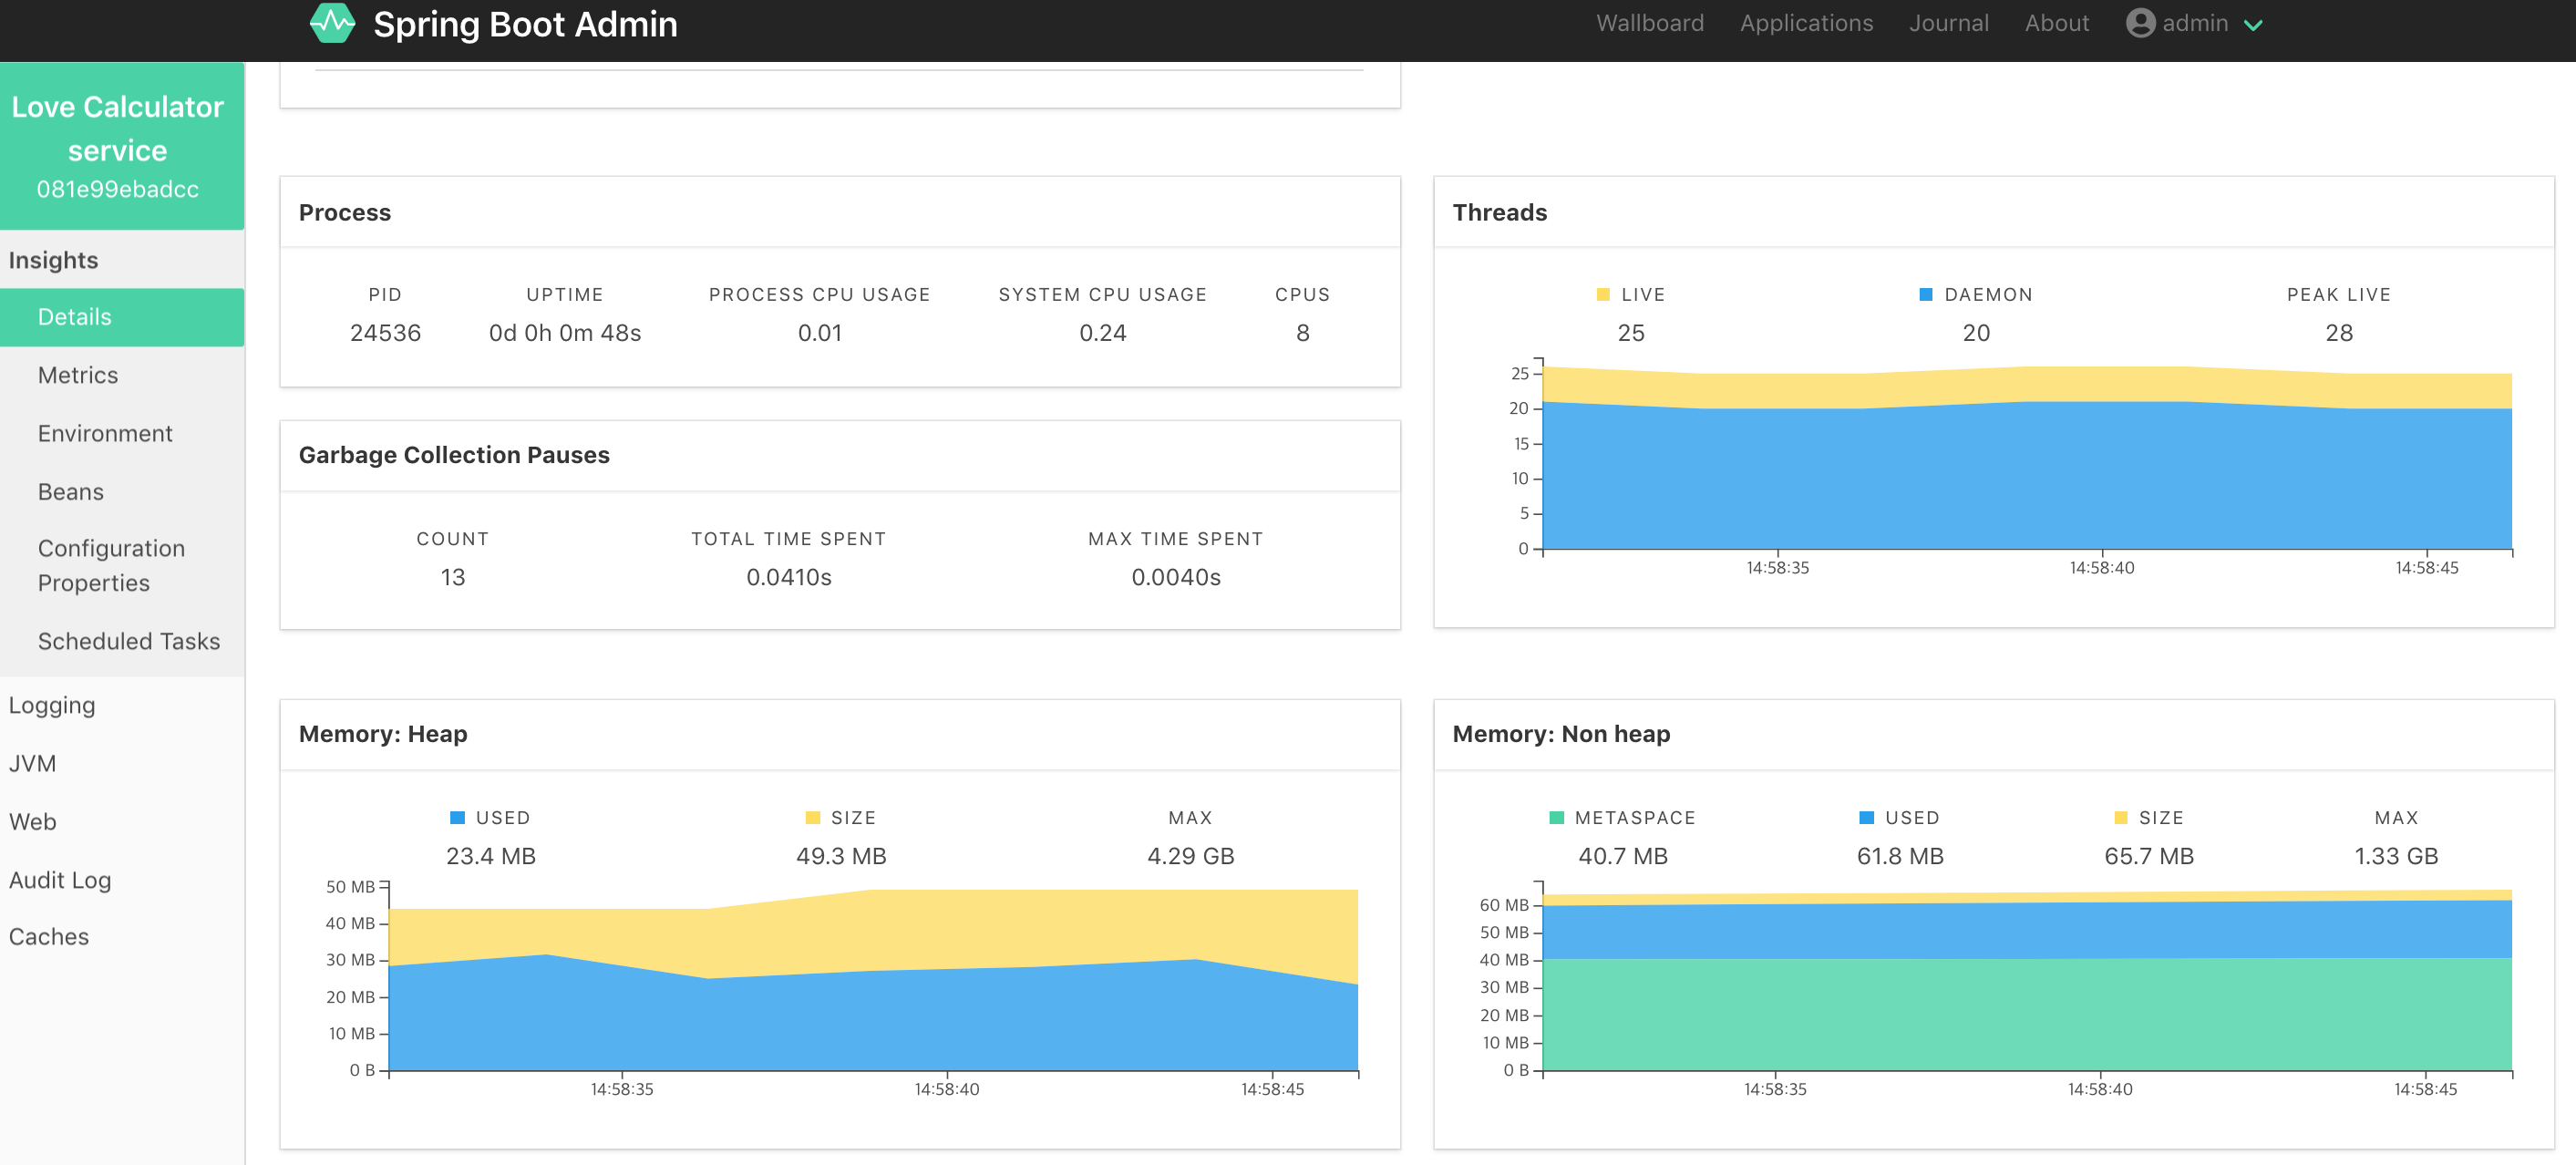 Spring Boot Admin
Wallboard Applications Journal About admin
Love Calculator
service
081e99ebadcc
Insights
Details
Metrics
Environment
Beans
Configuration
Properties
Scheduled Tasks
Logging
JVM
Web
Audit Log
Caches
Process
PID UPTIME PROCESS CPU USAGE SYSTEM CPU USAGE CPUS
24536 0d 0h 0m 48s 0.01 0.24 8
Garbage Collection Pauses
COUNT TOTAL TIME SPENT MAX TIME SPENT
13 0.0410s 0.0040s
Threads
LIVE DAEMON PEAK LIVE
25 20 28
25
20
15
10
5
0
14:58:35 14:58:40 14:58:45
Memory: Heap
USED SIZE MAX
23.4 MB 49.3 MB 4.29 GB
50 MB
40 MB
30 MB
20 MB
10 MB
0 B
14:58:35 14:58:40 14:58:45
Memory: Non heap
METASPACE USED SIZE MAX
40.7 MB 61.8 MB 65.7 MB 1.33 GB
60 MB
50 MB
40 MB
30 MB
20 MB
10 MB
0 B
14:58:35 14:58:40 14:58:45